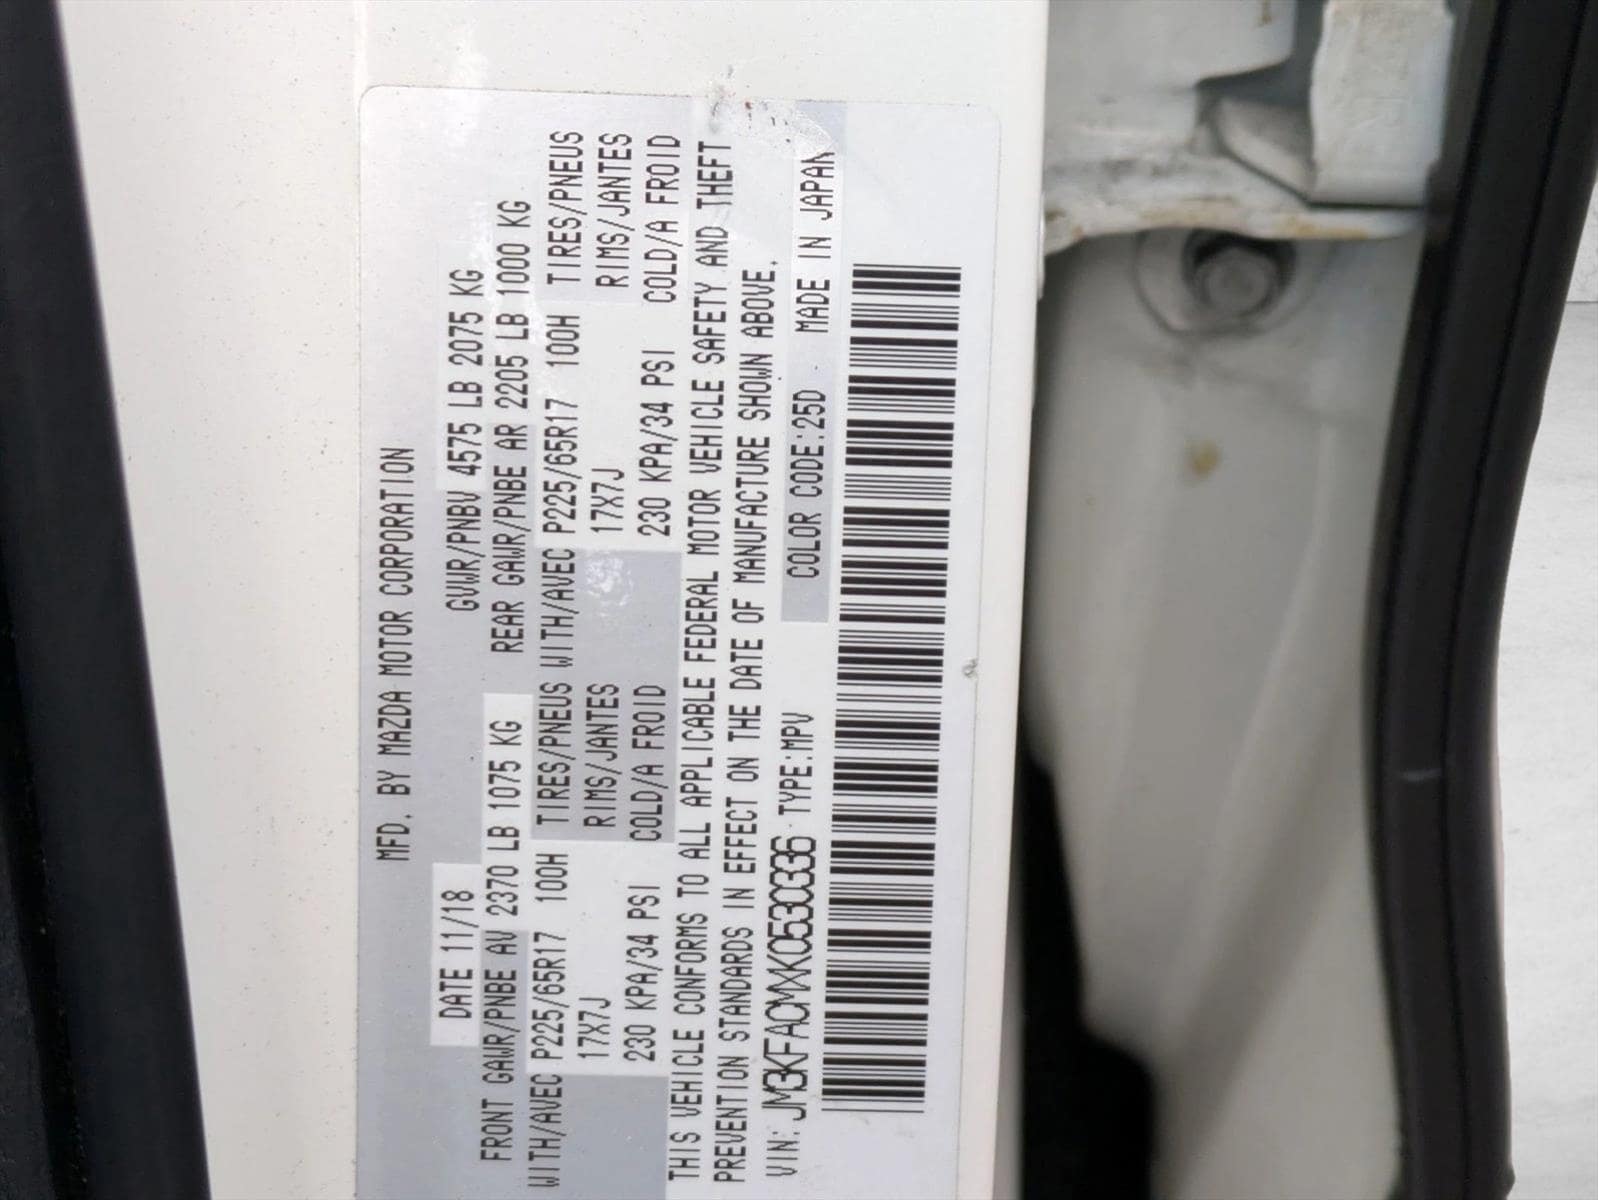 MFD. BY MAZDA MOTOR CORPORATION
DATE 11/18 GVWR/PNBV 4575 LB 2075 KG
FRONT GAWR/PNBE AV 2370 LB 1075 KG REAR GAWR/PNBE AR 2205 LB 1000 KG
WITH/AVEC P225/65R17 100H TIRES/PNEUS WITH/AVEC P225/65R17 100H TIRES/PNEUS
17X7J RIMS/JANTES 17X7J RIMS/JANTES
230 KPA/34 PSI COLD/A FROID 230 KPA/34 PSI COLD/A FROID
THIS VEHICLE CONFORMS TO ALL APPLICABLE FEDERAL MOTOR VEHICLE SAFETY AND THEFT
PREVENTION STANDARDS IN EFFECT ON THE DATE OF MANUFACTURE SHOWN ABOVE.
VIN: JM3KFACMXK0530336 TYPE:MPV COLOR CODE:25D MADE IN JAPAN